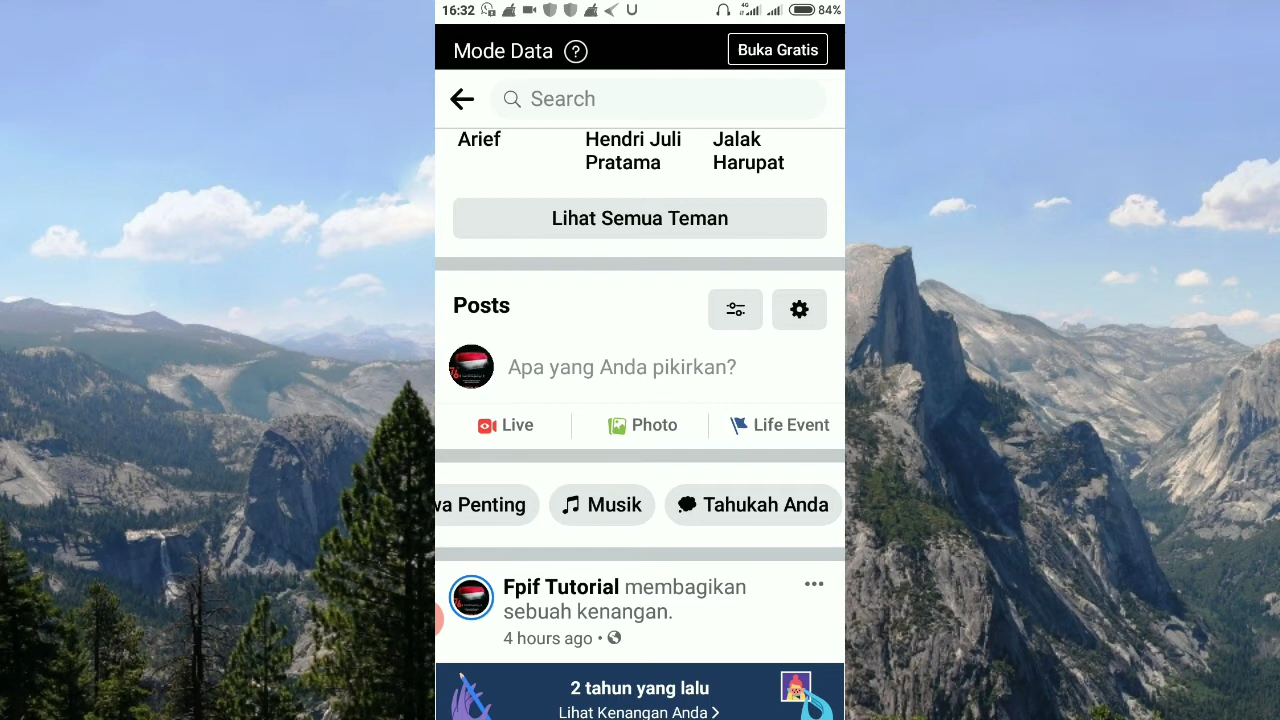 16:32 4G 84%
Mode Data ? Buka Gratis
Search
Arief Hendri Juli Pratama Jalak Harupat
Lihat Semua Teman
Posts
Apa yang Anda pikirkan?
Live Photo Life Event
wa Penting Musik Tahukah Anda
Fpif Tutorial membagikan
sebuah kenangan.
4 hours ago •
2 tahun yang lalu
Lihat Kenangan Anda >